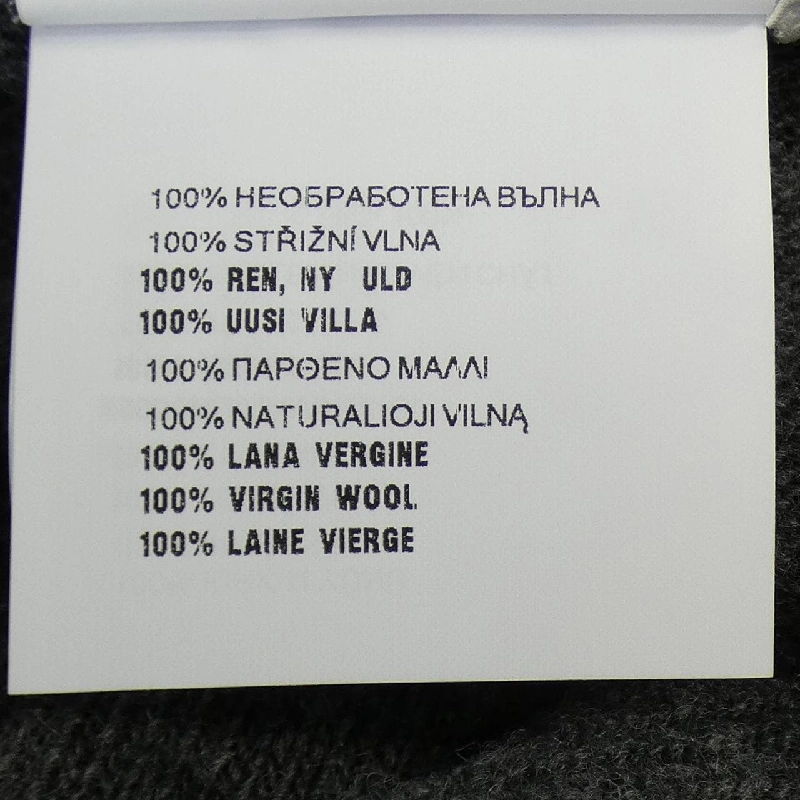 100% НЕОБРАБОТЕНА ВЪЛНА
100% STŘIŽNÍ VLNA
100% REN, NY ULD
100% UUSI VILLA
100% ΠΑΡΘΕΝΟ ΜΑΛΛΙ
100% NATURALIOJI VILNĄ
100% LANA VERGINE
100% VIRGIN WOOL
100% LAINE VIERGE